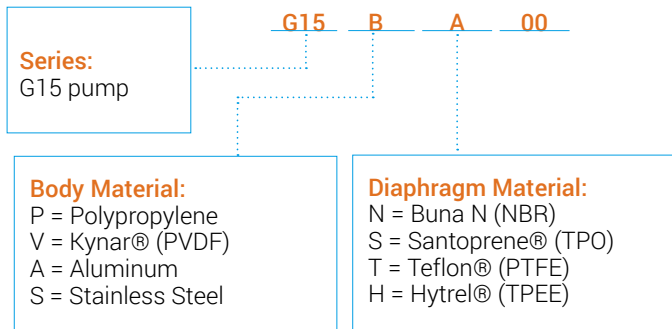 G15 B A 00
Series:
G15 pump
Body Material:
P = Polypropylene
V = Kynar® (PVDF)
A = Aluminum
S = Stainless Steel
Diaphragm Material:
N = Buna N (NBR)
S = Santoprene® (TPO)
T = Teflon® (PTFE)
H = Hytrel® (TPEE)